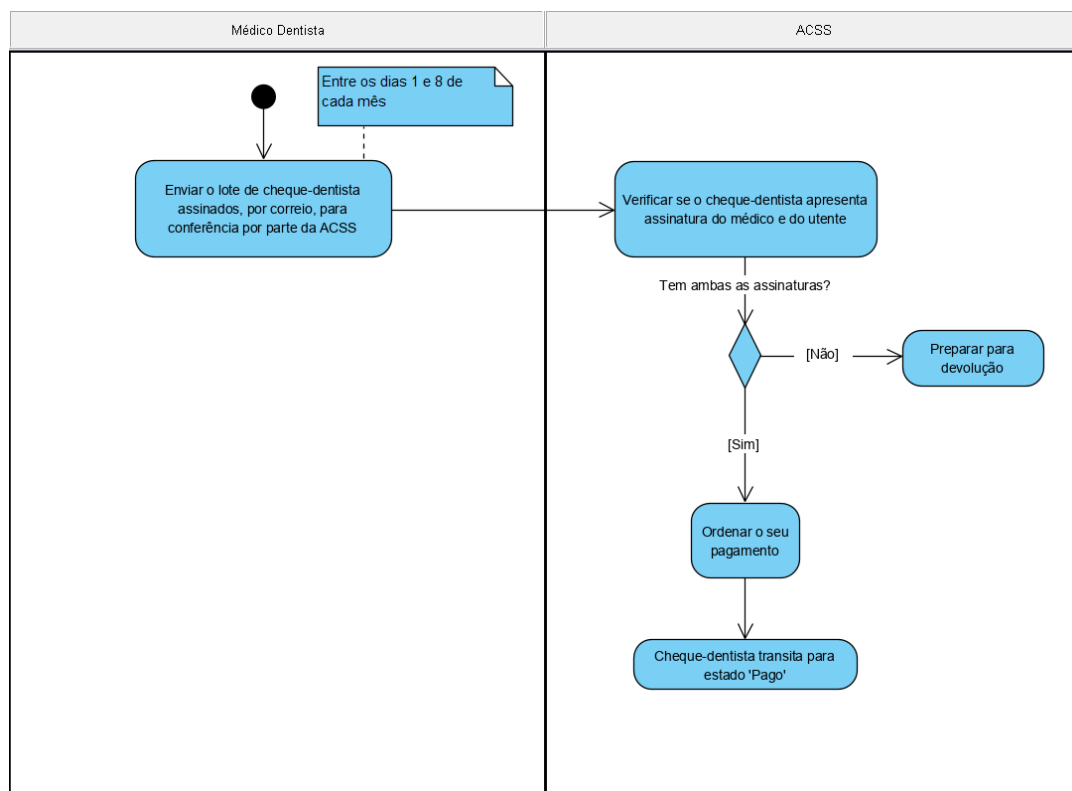 Médico Dentista
ACSS
Entre os dias 1 e 8 de
cada mês
Enviar o lote de cheque-dentista
assinados, por correio, para
conferência por parte da ACSS
Verificar se o cheque-dentista apresenta
assinatura do médico e do utente
Tem ambas as assinaturas?
[Não]
Preparar para
devolução
[Sim]
Ordenar o seu
pagamento
Cheque-dentista transita para
estado 'Pago'